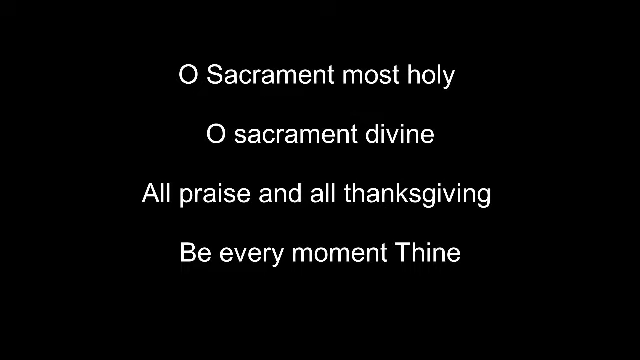 O Sacrament most holy
O sacrament divine
All praise and all thanksgiving
Be every moment Thine